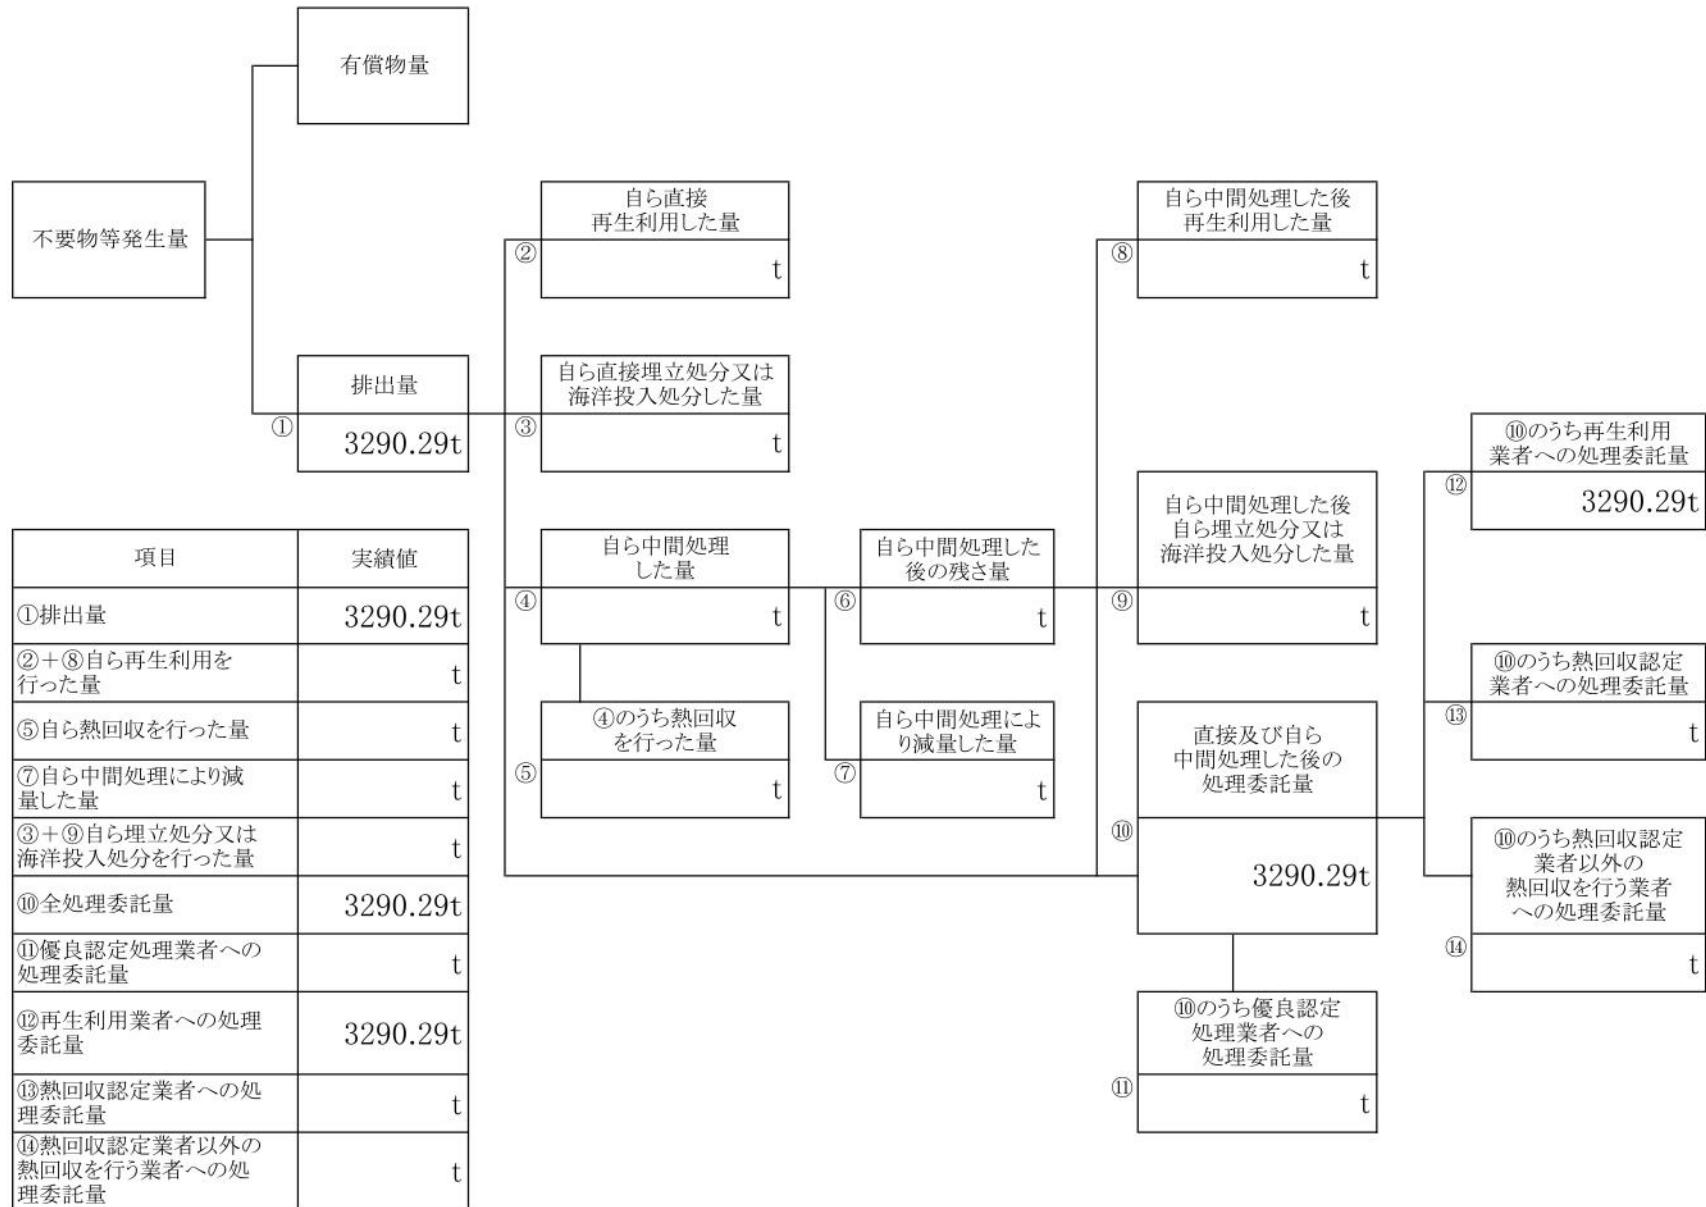 有償物量
不要物等発生量
自ら直接
再生利用した量
②
t
自ら中間処理した後
再生利用した量
⑧
t
排出量
①
3290.29t
自ら直接埋立処分又は
海洋投入処分した量
③
t
⑩のうち再生利用
業者への処理委託量
⑫
3290.29t
自ら中間処理
した量
④
t
自ら中間処理した
後の残さ量
⑥
t
自ら中間処理した後
自ら埋立処分又は
海洋投入処分した量
⑨
t
⑩のうち熱回収認定
業者への処理委託量
⑬
t
④のうち熱回収
を行った量
⑤
t
自ら中間処理によ
り減量した量
⑦
t
直接及び自ら
中間処理した後の
処理委託量
⑩
3290.29t
⑩のうち熱回収認定
業者以外の
熱回収を行う業者
への処理委託量
⑭
t
⑩のうち優良認定
処理業者への
処理委託量
⑪
t
項目 実績値
①排出量 3290.29t
②+⑧自ら再生利用を
行った量 t
⑤自ら熱回収を行った量 t
⑦自ら中間処理により減
量した量 t
③+⑨自ら埋立処分又は
海洋投入処分を行った量 t
⑩全処理委託量 3290.29t
⑪優良認定処理業者への
処理委託量 t
⑫再生利用業者への処理
委託量 3290.29t
⑬熱回収認定業者への処
理委託量 t
⑭熱回収認定業者以外の
熱回収を行う業者への処
理委託量 t